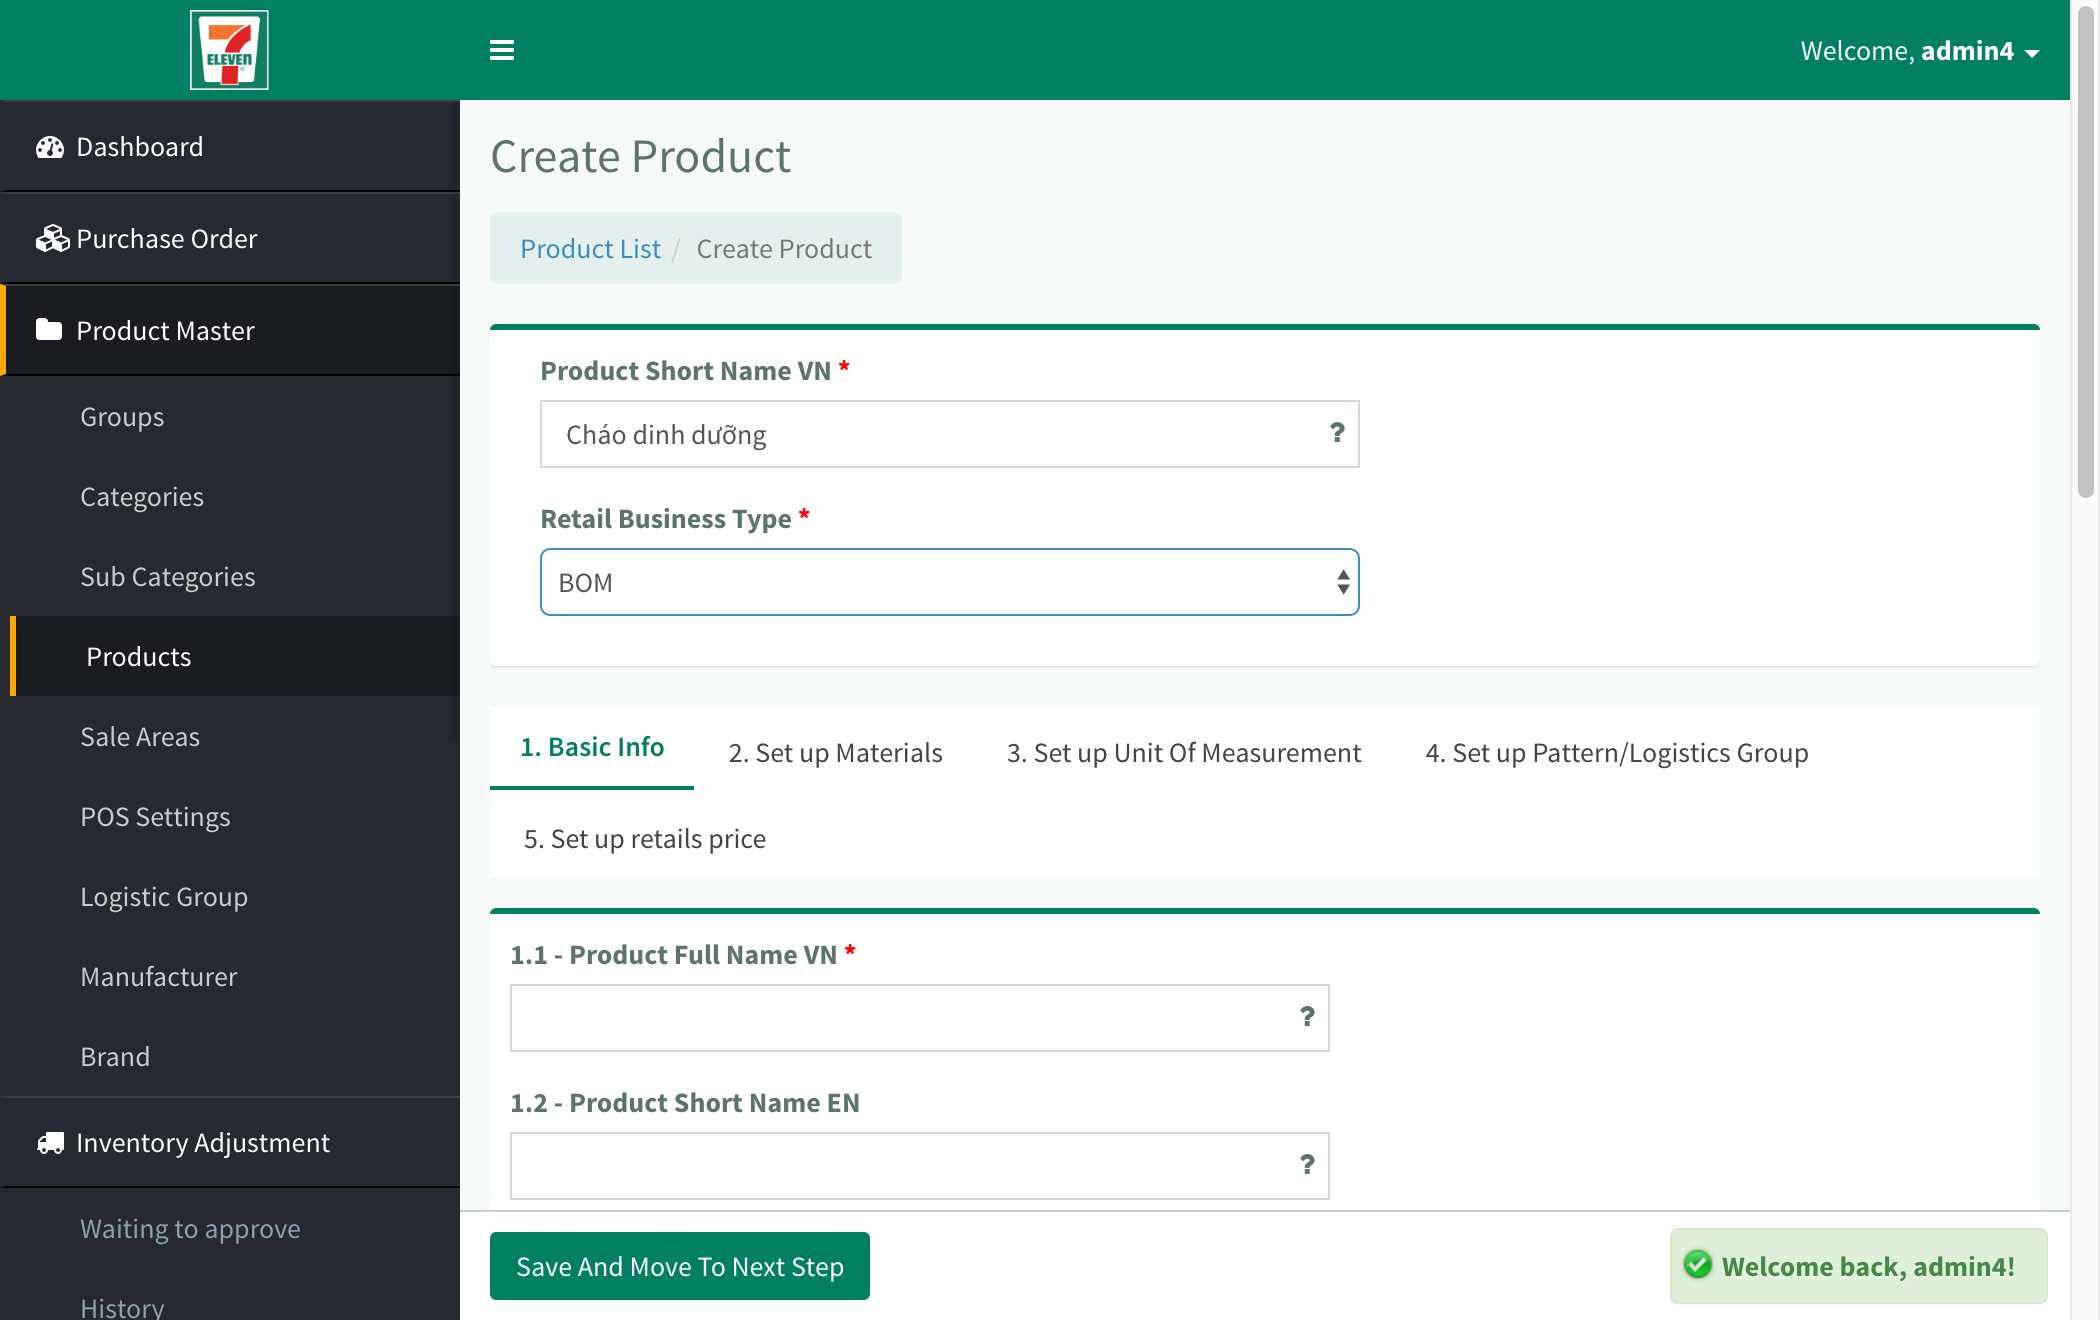 7
ELEVEN
Welcome, admin4
Dashboard
Purchase Order
Product Master
Groups
Categories
Sub Categories
Products
Sale Areas
POS Settings
Logistic Group
Manufacturer
Brand
Inventory Adjustment
Waiting to approve
History
Create Product
Product List / Create Product
Product Short Name VN *
Cháo dinh dưỡng ?
Retail Business Type *
BOM
1. Basic Info 2. Set up Materials 3. Set up Unit Of Measurement 4. Set up Pattern/Logistics Group
5. Set up retails price
1.1 - Product Full Name VN *
?
1.2 - Product Short Name EN
?
Save And Move To Next Step
Welcome back, admin4!